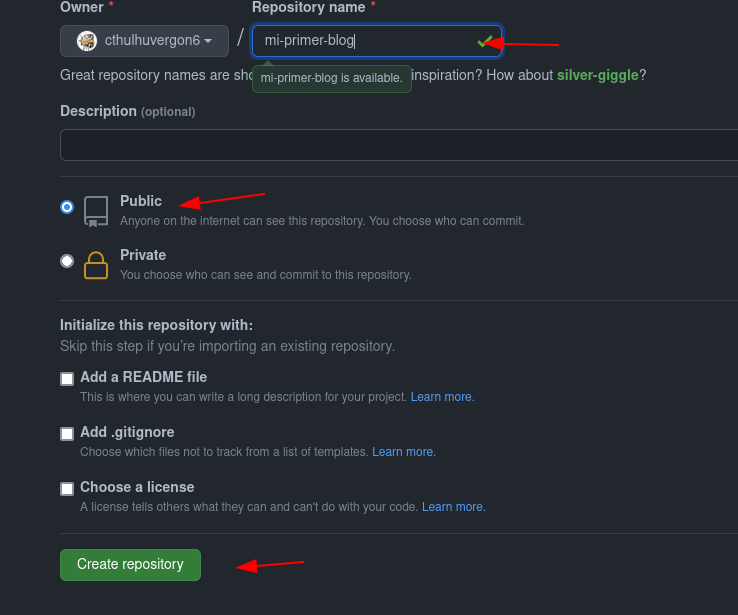 Owner * Repository name *
cthulhuvergon6 / mi-primer-blog
Great repository names are sho inspiration? How about silver-giggle?
mi-primer-blog is available.
Description (optional)
Public
Anyone on the internet can see this repository. You choose who can commit.
Private
You choose who can see and commit to this repository.
Initialize this repository with:
Skip this step if you're importing an existing repository.
Add a README file
This is where you can write a long description for your project. Learn more.
Add .gitignore
Choose which files not to track from a list of templates. Learn more.
Choose a license
A license tells others what they can and can't do with your code. Learn more.
Create repository